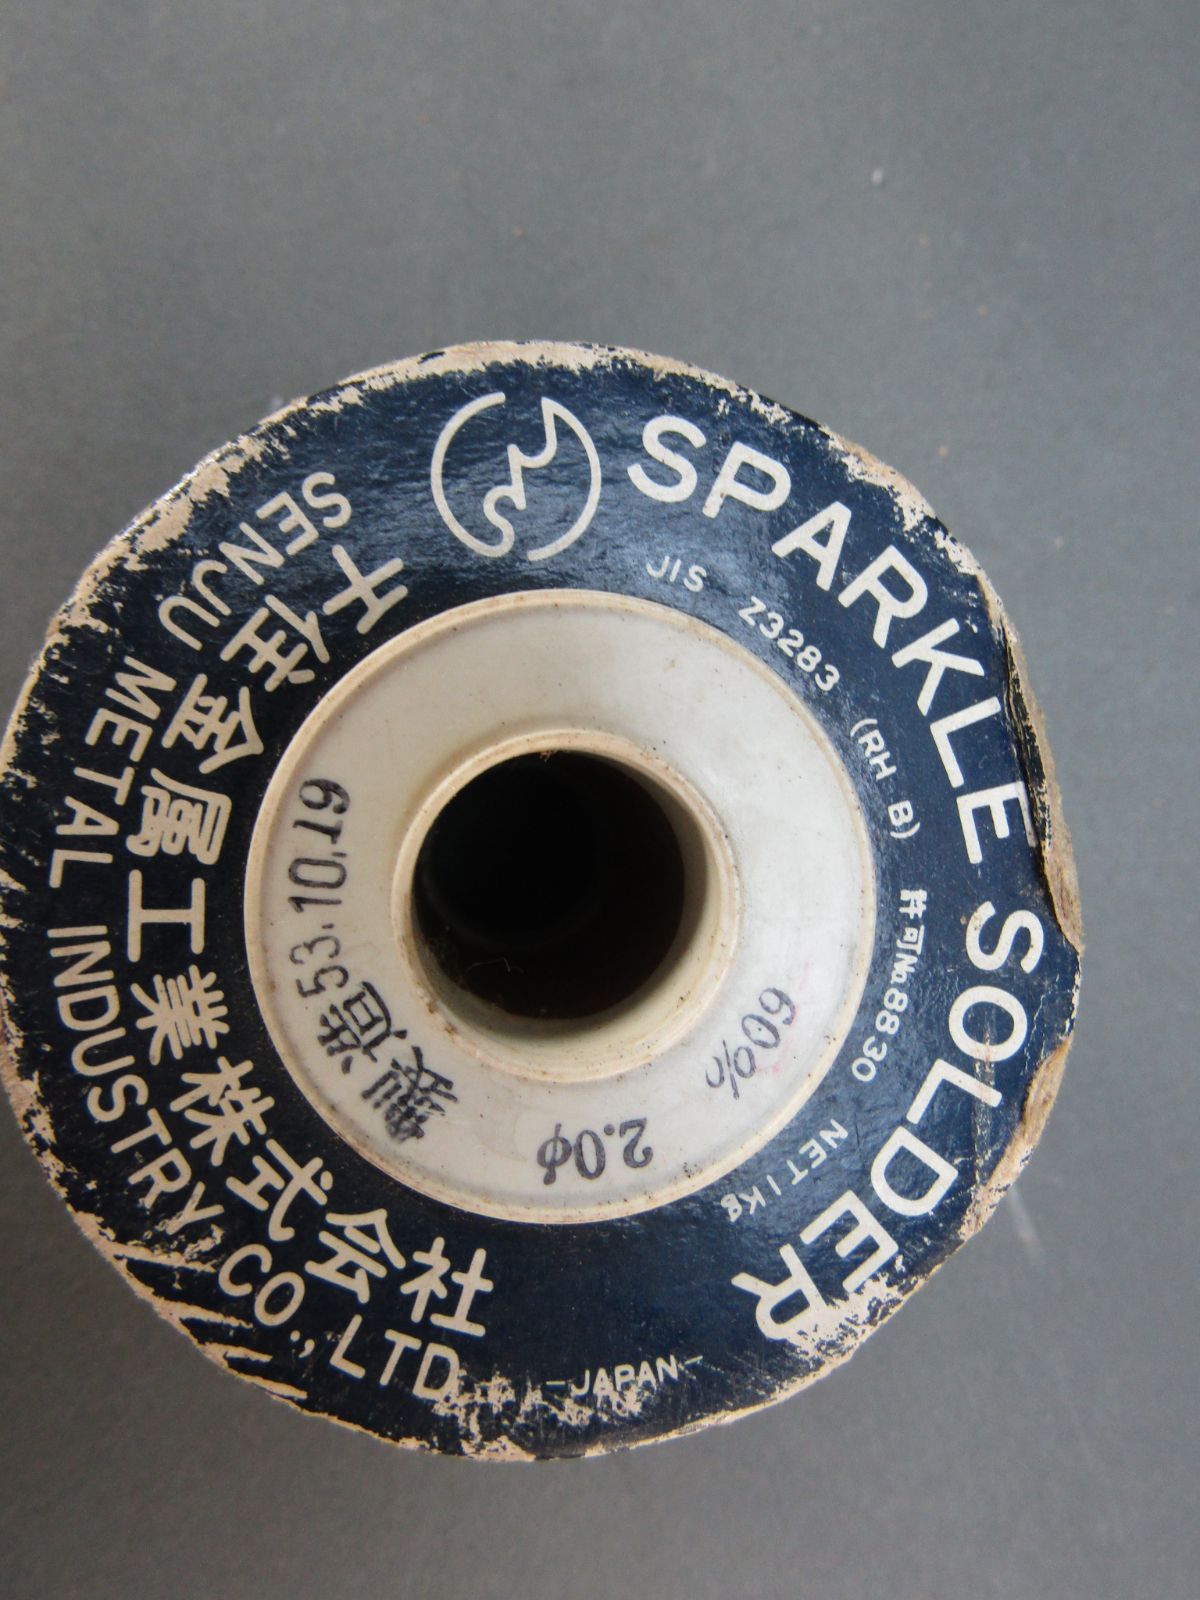 SPARKLE SOLDER
JIS Z3283 (RH B) 許可No.8830 NET 1Kg
千住金属工業株式会社
SENJU METAL INDUSTRY CO., LTD.
-JAPAN-
製造53.10.19
2.0φ
60%